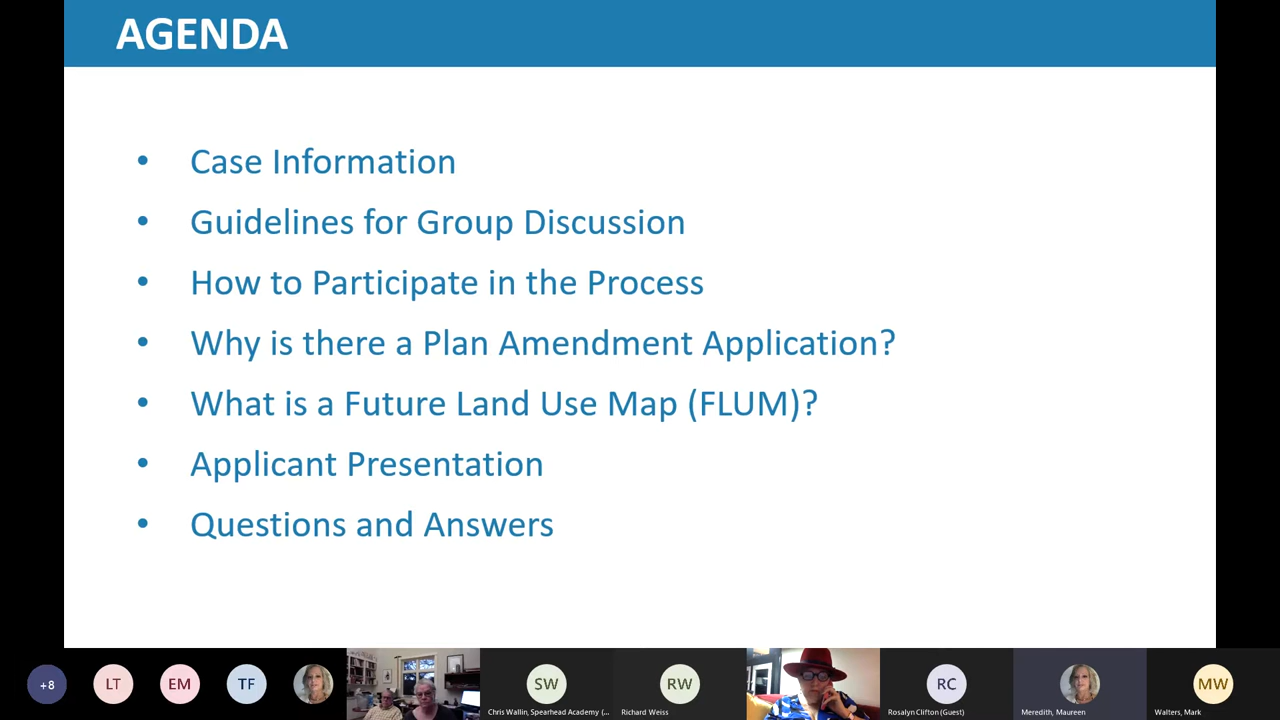 AGENDA
• Case Information
• Guidelines for Group Discussion
• How to Participate in the Process
• Why is there a Plan Amendment Application?
• What is a Future Land Use Map (FLUM)?
• Applicant Presentation
• Questions and Answers
+8
LT
EM
TF
SW
RW
RC
MW
Chris Wallin, Spearhead Academy (...
Richard Weiss
Rosalyn Clifton (Guest)
Meredith, Maureen
Walters, Mark